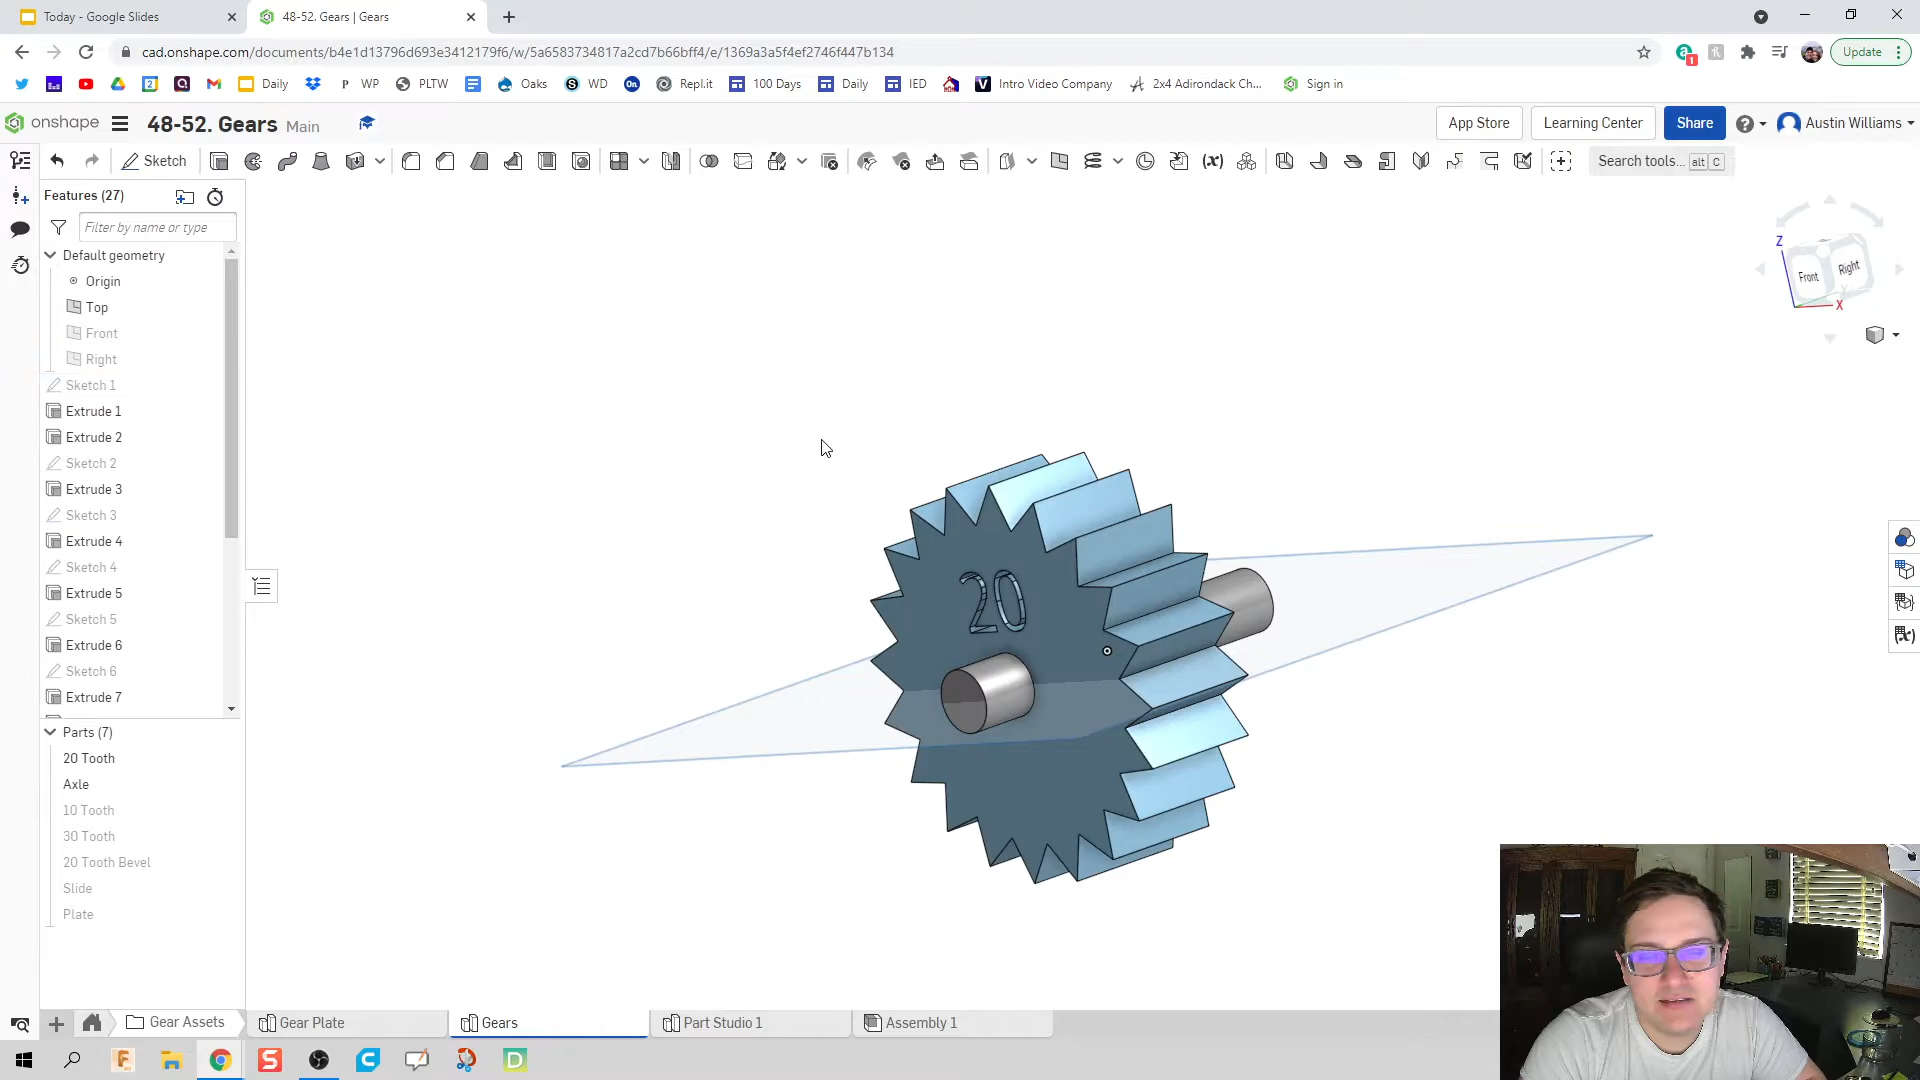 Today - Google Slides
48-52. Gears | Gears
cad.onshape.com/documents/b4e1d13796d693e3412179f6/w/5a6583734817a2cd7b66bff4/e/1369a3a5f4ef2746f447b134
1
Update
Daily
WP
PLTW
Oaks
WD
Repl.it
100 Days
Daily
IED
Intro Video Company
2x4 Adirondack Ch...
Sign in
onshape
48-52. Gears Main
App Store
Learning Center
Share
Austin Williams
Sketch
Search tools... alt C
Features (27)
Filter by name or type
Default geometry
Origin
Top
Front
Right
Sketch 1
Extrude 1
Extrude 2
Sketch 2
Extrude 3
Sketch 3
Extrude 4
Sketch 4
Extrude 5
Sketch 5
Extrude 6
Sketch 6
Extrude 7
Parts (7)
20 Tooth
Axle
10 Tooth
30 Tooth
20 Tooth Bevel
Slide
Plate
20
Z
Front
Right
X
Gear Assets
Gear Plate
Gears
Part Studio 1
Assembly 1